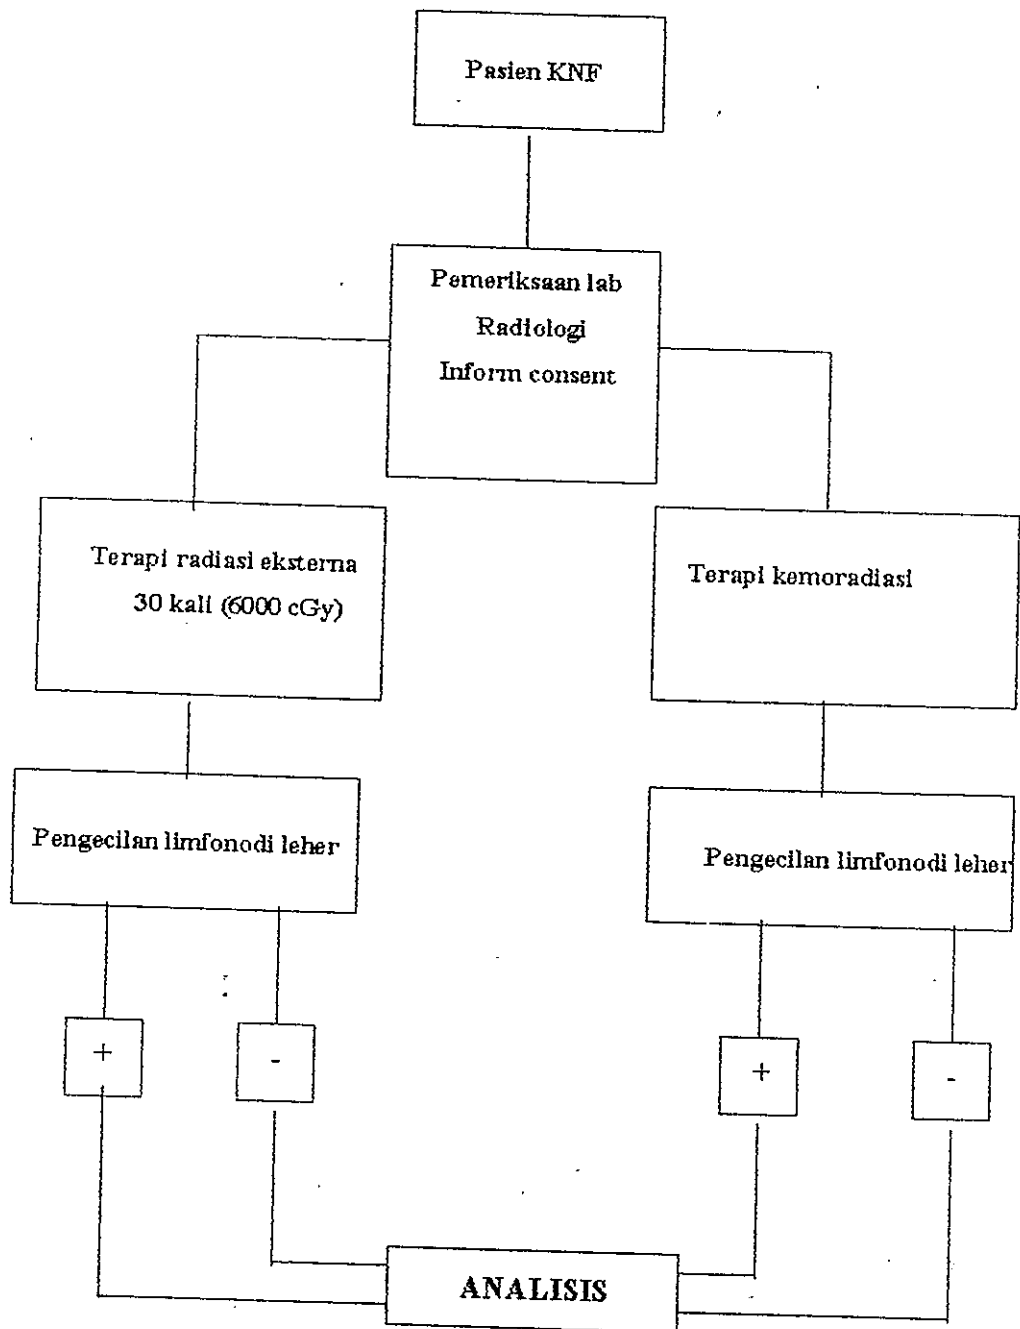 Pasien KNF
Pemeriksaan lab
Radiologi
Inform consent
Terapi radiasi eksterna
30 kali (6000 cGy)
Terapi kemoradiasi
Pengecilan limfonodi leher
Pengecilan limfonodi leher
+
-
+
-
ANALISIS